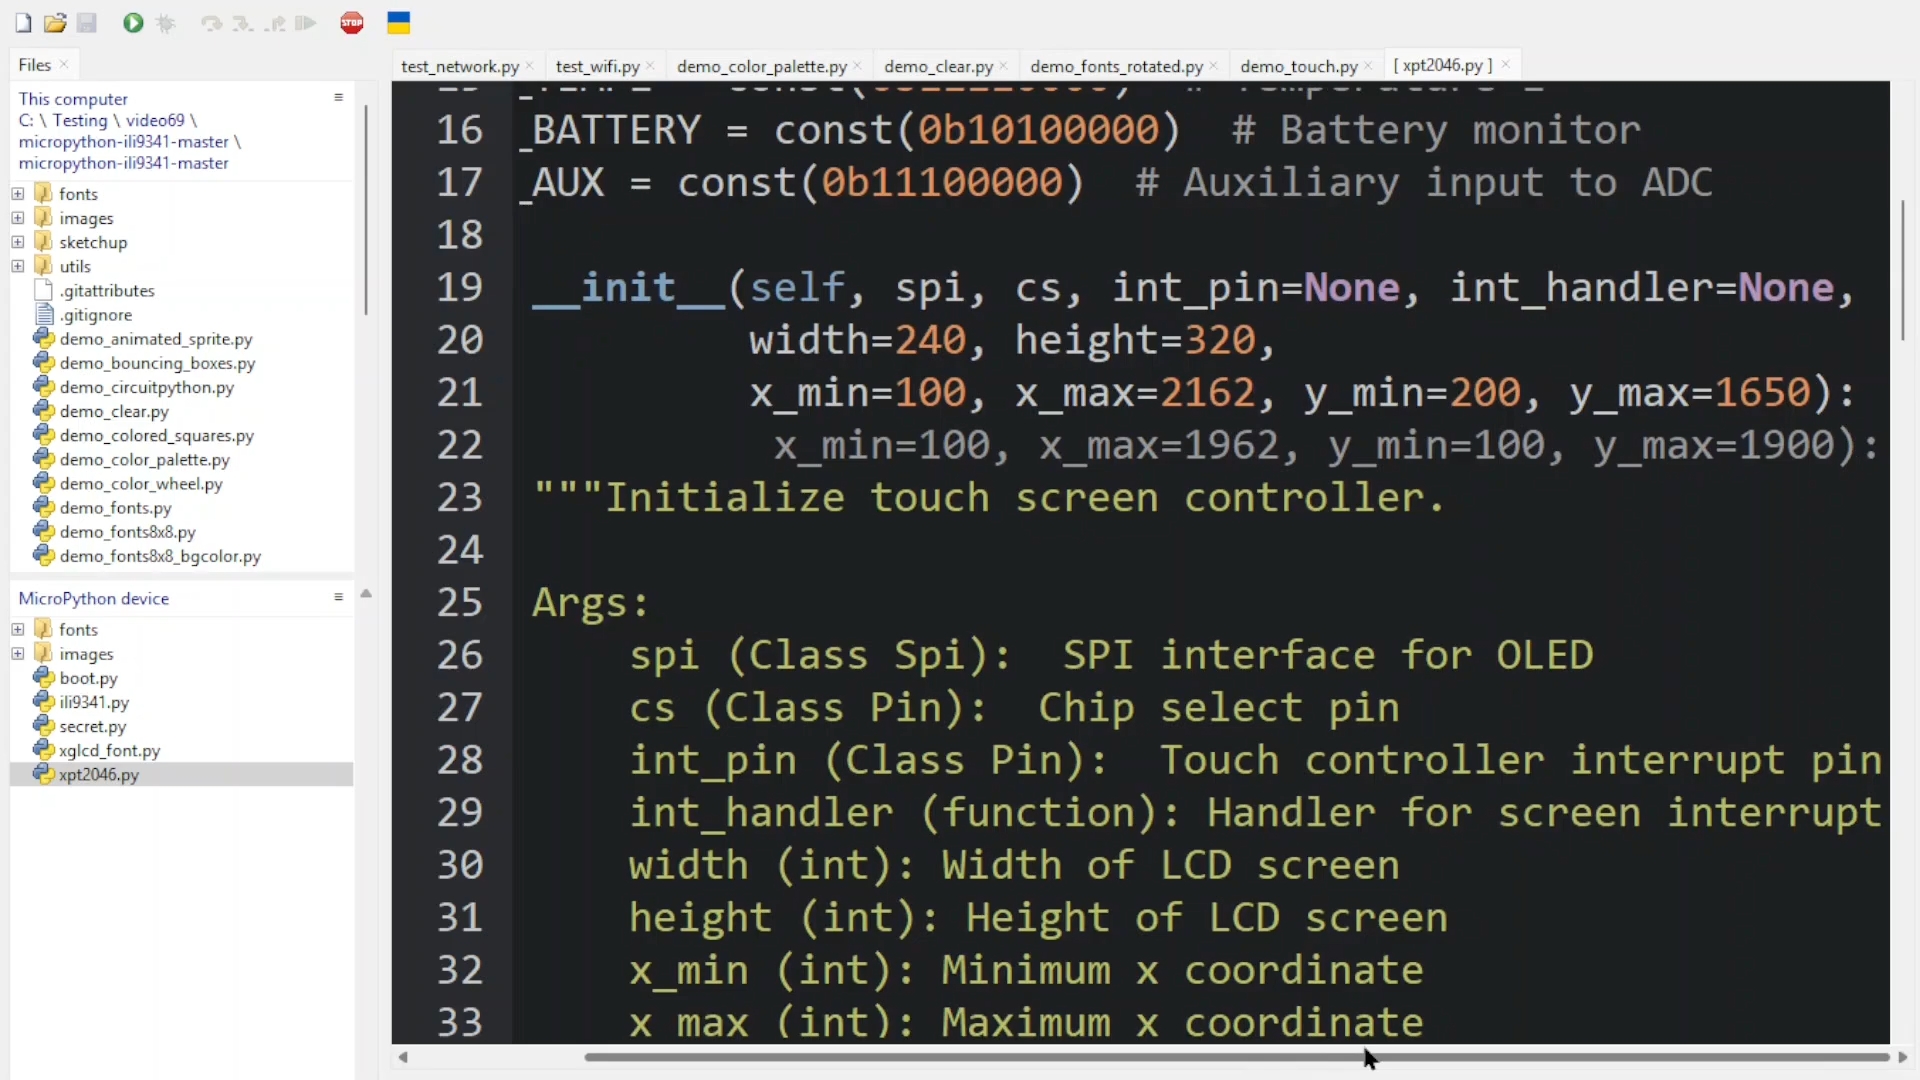 STOP
Files
This computer
C: \ Testing \ video69 \
micropython-ili9341-master \
micropython-ili9341-master
fonts
images
sketchup
utils
.gitattributes
.gitignore
demo_animated_sprite.py
demo_bouncing_boxes.py
demo_circuitpython.py
demo_clear.py
demo_colored_squares.py
demo_color_palette.py
demo_color_wheel.py
demo_fonts.py
demo_fonts8x8.py
demo_fonts8x8_bgcolor.py
MicroPython device
fonts
images
boot.py
ili9341.py
secret.py
xglcd_font.py
xpt2046.py
test_network.py × test_wifi.py × demo_color_palette.py × demo_clear.py × demo_fonts_rotated.py × demo_touch.py × [ xpt2046.py ] ×
16 _BATTERY = const(0b10100000)  # Battery monitor
17 _AUX = const(0b11100000)  # Auxiliary input to ADC
18
19 __init__(self, spi, cs, int_pin=None, int_handler=None,
20 width=240, height=320,
21 x_min=100, x_max=2162, y_min=200, y_max=1650):
22 x_min=100, x_max=1962, y_min=100, y_max=1900):
23 """Initialize touch screen controller.
24
25 Args:
26 spi (Class Spi):  SPI interface for OLED
27 cs (Class Pin):  Chip select pin
28 int_pin (Class Pin):  Touch controller interrupt pin
29 int_handler (function): Handler for screen interrupt
30 width (int): Width of LCD screen
31 height (int): Height of LCD screen
32 x_min (int): Minimum x coordinate
33 x max (int): Maximum x coordinate